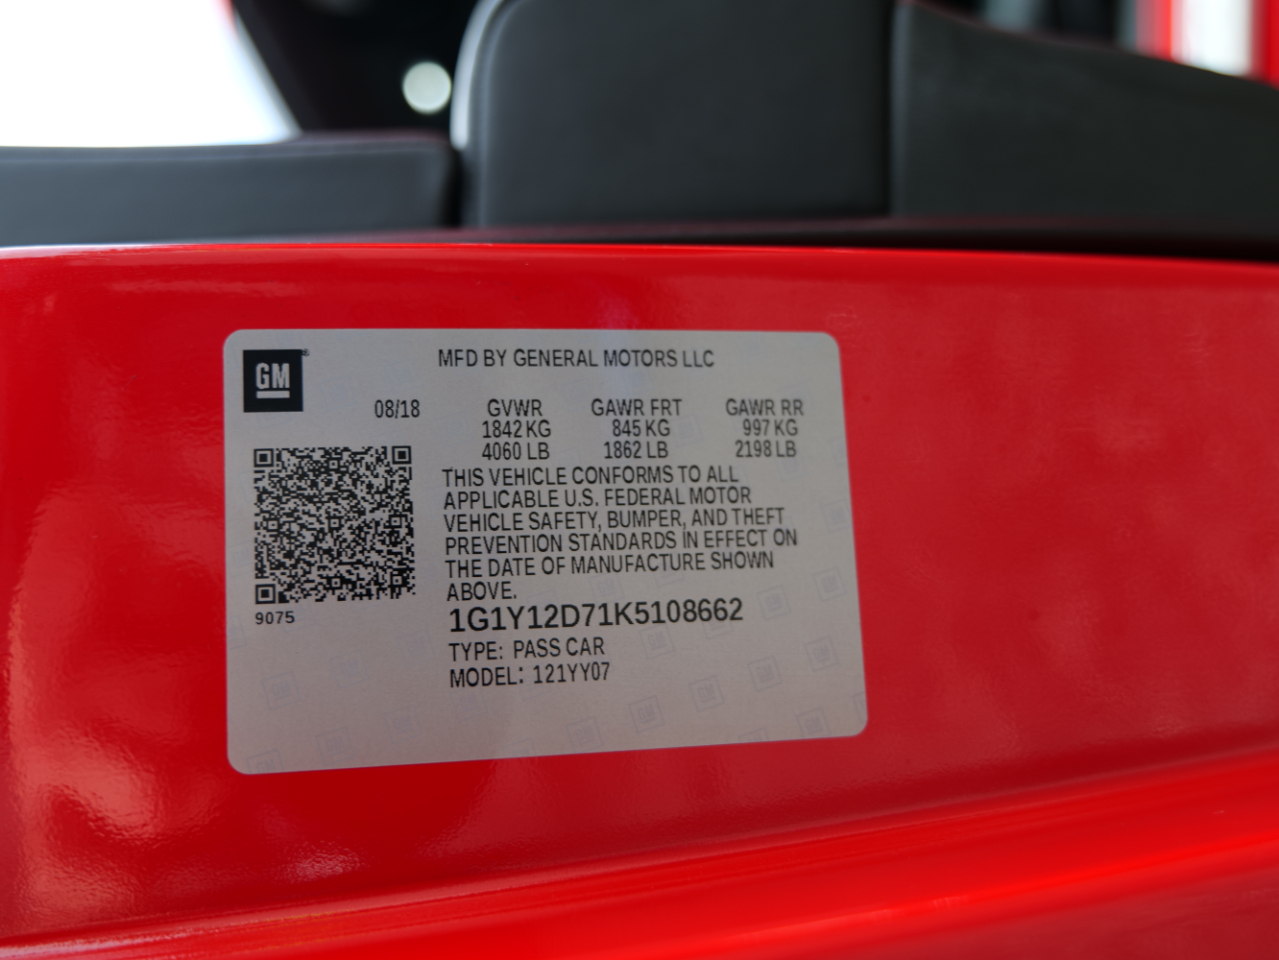 GM
MFD BY GENERAL MOTORS LLC
08/18 GVWR GAWR FRT GAWR RR
1842 KG 845 KG 997 KG
4060 LB 1862 LB 2198 LB
THIS VEHICLE CONFORMS TO ALL
APPLICABLE U.S. FEDERAL MOTOR
VEHICLE SAFETY, BUMPER, AND THEFT
PREVENTION STANDARDS IN EFFECT ON
THE DATE OF MANUFACTURE SHOWN
ABOVE.
9075
1G1Y12D71K5108662
TYPE: PASS CAR
MODEL: 121YY07